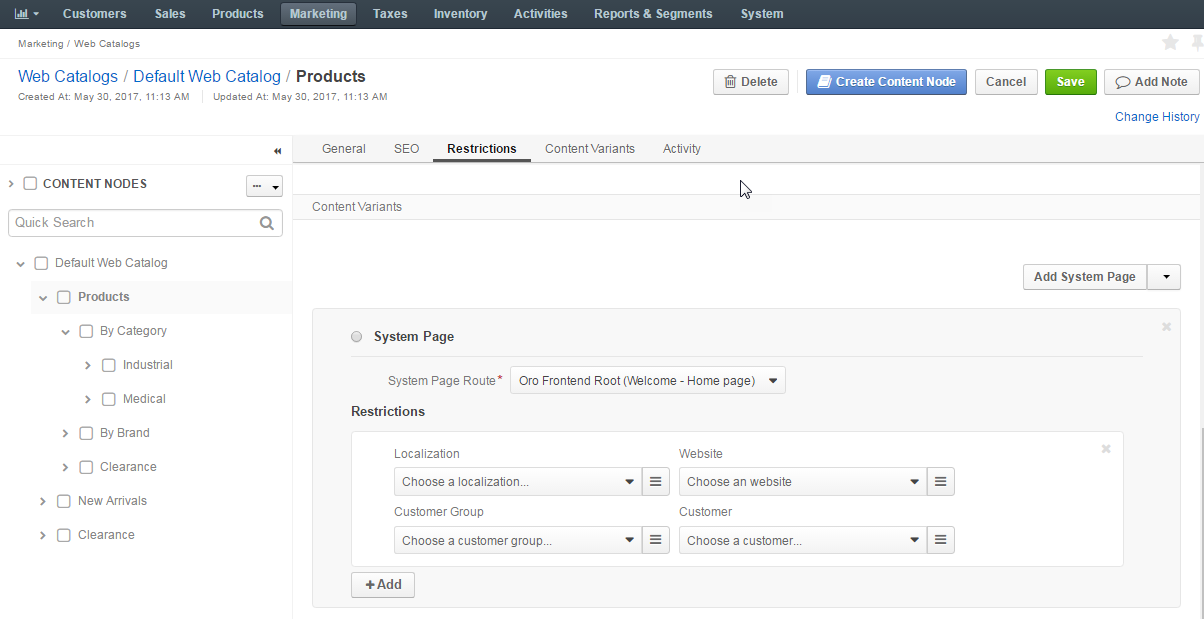 Customers Sales Products Marketing Taxes Inventory Activities Reports & Segments System
Marketing / Web Catalogs
Web Catalogs / Default Web Catalog / Products
Created At: May 30, 2017, 11:13 AM Updated At: May 30, 2017, 11:13 AM
Delete Create Content Node Cancel Save Add Note
Change History
General SEO Restrictions Content Variants Activity
CONTENT NODES ...
Quick Search
Default Web Catalog
Products
By Category
Industrial
Medical
By Brand
Clearance
New Arrivals
Clearance
Content Variants
Add System Page
System Page
System Page Route* Oro Frontend Root (Welcome - Home page)
Restrictions
Localization Website
Choose a localization... Choose an website
Customer Group Customer
Choose a customer group... Choose a customer...
+Add